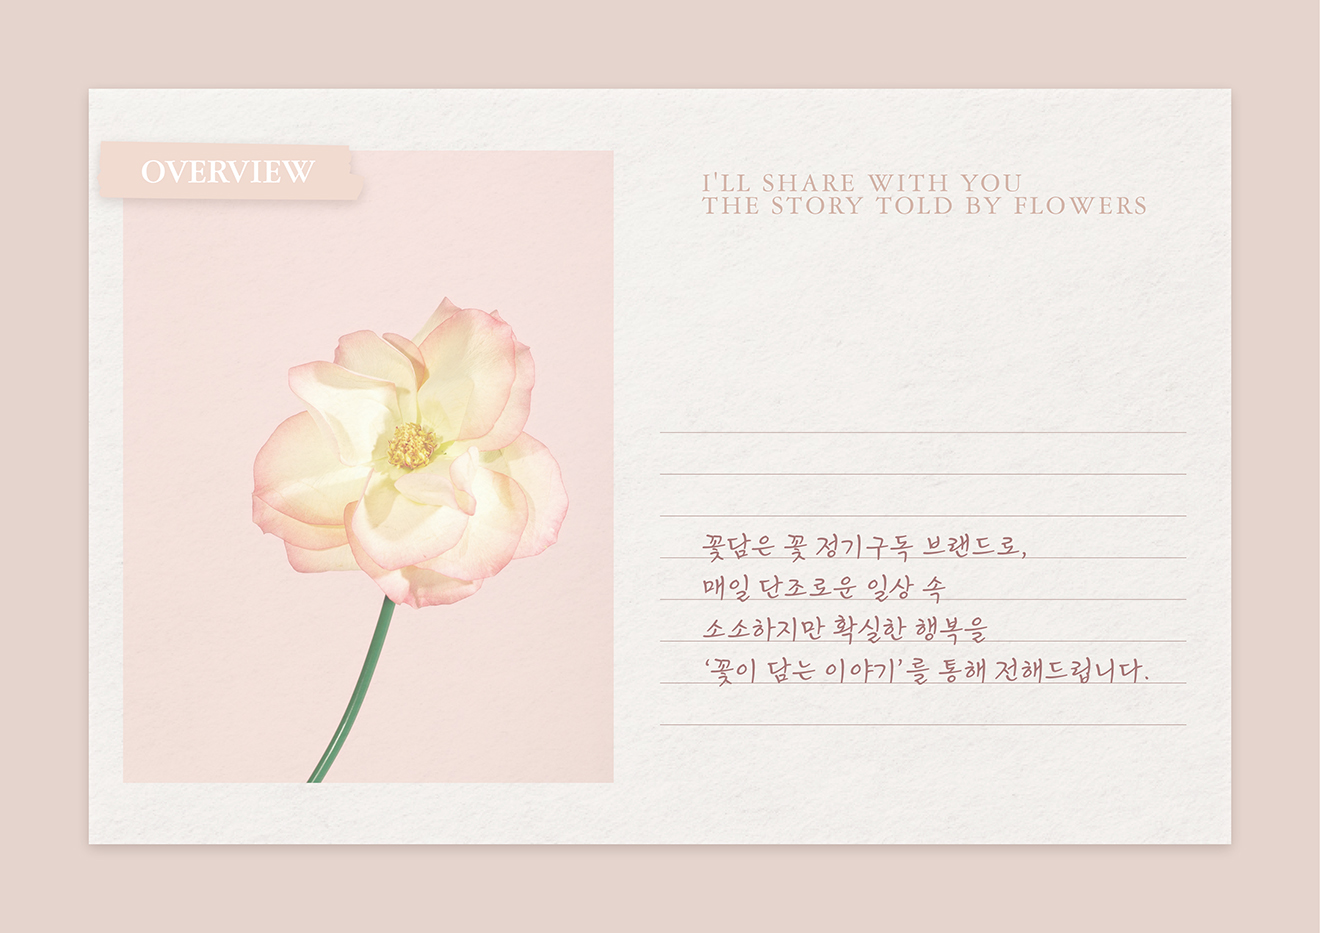 OVERVIEW
I'LL SHARE WITH YOU
THE STORY TOLD BY FLOWERS
꽃담은 꽃 정기구독 브랜드로,
매일 단조로운 일상 속
소소하지만 확실한 행복을
‘꽃이 담는 이야기’를 통해 전해드립니다.